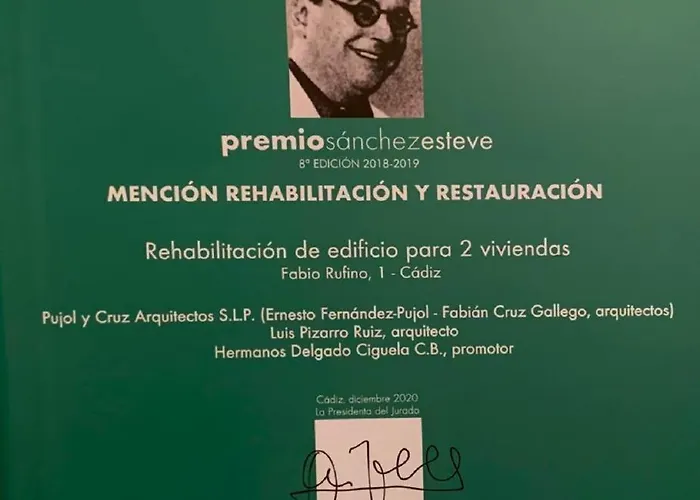 premiosánchezesteve
8ª EDICIÓN 2018-2019
MENCIÓN REHABILITACIÓN Y RESTAURACIÓN
Rehabilitación de edificio para 2 viviendas
Fabio Rufino, 1 - Cádiz
Pujol y Cruz Arquitectos S.L.P. (Ernesto Fernández-Pujol - Fabián Cruz Gallego, arquitectos)
Luis Pizarro Ruiz, arquitecto
Hermanos Delgado Ciguela C.B., promotor
Cádiz, diciembre 2020
La Presidenta del Jurado